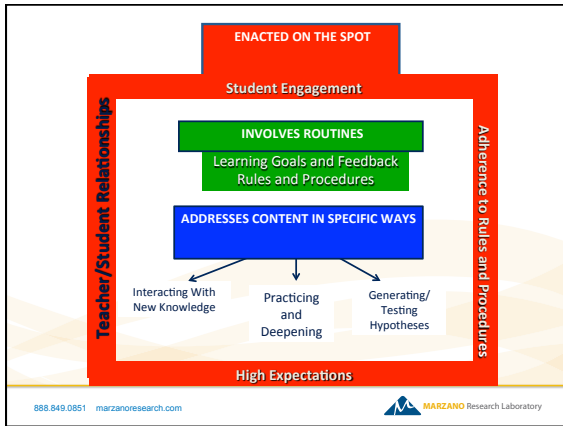 ENACTED ON THE SPOT
Student Engagement
Teacher/Student Relationships
INVOLVES ROUTINES
Learning Goals and Feedback
Rules and Procedures
ADDRESSES CONTENT IN SPECIFIC WAYS
Interacting With
New Knowledge
Practicing
and
Deepening
Generating/
Testing
Hypotheses
Adherence to Rules and Procedures
High Expectations
888.849.0851 marzanoresearch.com
MARZANO Research Laboratory